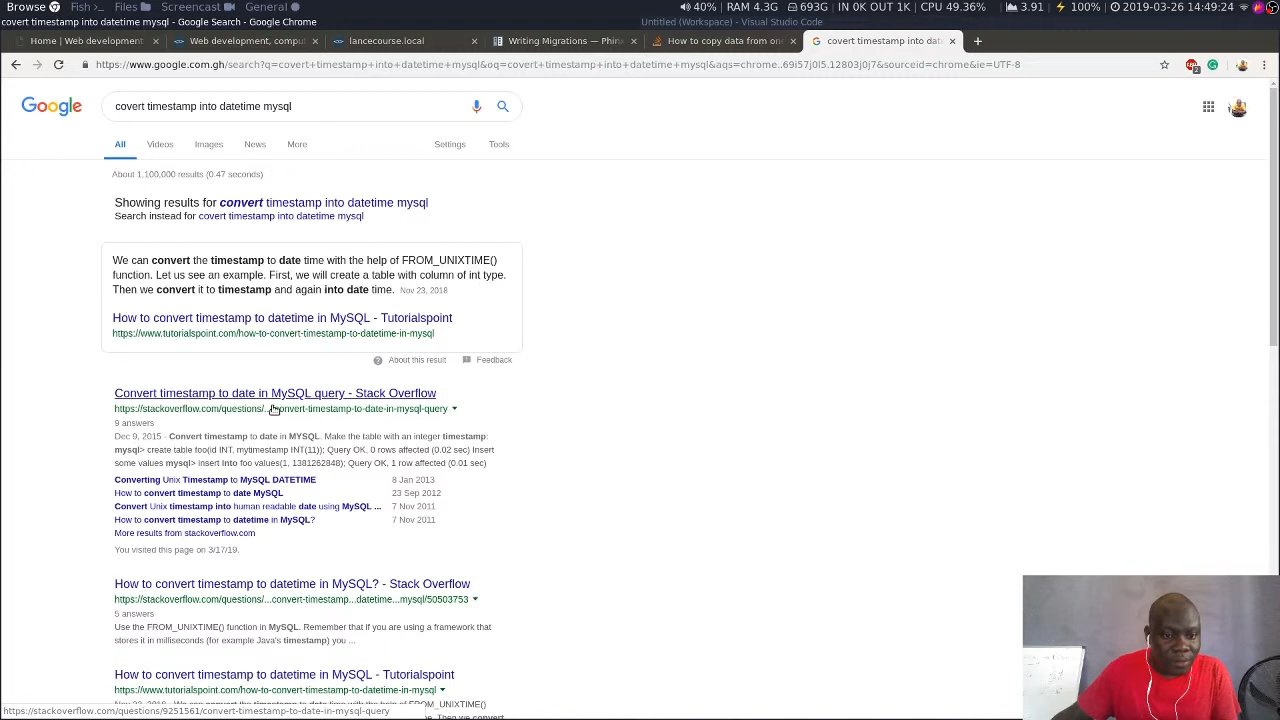 Browse Fish >_ Files Screencast General 40% RAM 4.3G 693G IN 0K OUT 1K CPU 49.36% 3.91 100% 2019-03-26 14:49:24
covert timestamp into datetime mysql - Google Search - Google Chrome Untitled (Workspace) - Visual Studio Code
Home | Web development Web development, compu lancecourse.local Writing Migrations — Phin How to copy data from on covert timestamp into dat
https://www.google.com.gh/search?q=covert+timestamp+into+datetime+mysql&oq=covert+timestamp+into+datetime+mysql&aqs=chrome..69i57j0l5.12803j0j7&sourceid=chrome&ie=UTF-8
Google covert timestamp into datetime mysql
All Videos Images News More Settings Tools
About 1,100,000 results (0.47 seconds)
Showing results for convert timestamp into datetime mysql
Search instead for covert timestamp into datetime mysql
We can convert the timestamp to date time with the help of FROM_UNIXTIME()
function. Let us see an example. First, we will create a table with column of int type.
Then we convert it to timestamp and again into date time. Nov 23, 2018
How to convert timestamp to datetime in MySQL - Tutorialspoint
https://www.tutorialspoint.com/how-to-convert-timestamp-to-datetime-in-mysql
About this result Feedback
Convert timestamp to date in MySQL query - Stack Overflow
https://stackoverflow.com/questions/...convert-timestamp-to-date-in-mysql-query
9 answers
Dec 9, 2015 - Convert timestamp to date in MYSQL. Make the table with an integer timestamp:
mysql> create table foo(id INT, mytimestamp INT(11)); Query OK, 0 rows affected (0.02 sec) Insert
some values mysql> insert into foo values(1, 1381262848); Query OK, 1 row affected (0.01 sec)
Converting Unix Timestamp to MySQL DATETIME 8 Jan 2013
How to convert timestamp to date MySQL 23 Sep 2012
Convert Unix timestamp into human readable date using MySQL ... 7 Nov 2011
How to convert timestamp to datetime in MySQL? 7 Nov 2011
More results from stackoverflow.com
You visited this page on 3/17/19.
How to convert timestamp to datetime in MySQL? - Stack Overflow
https://stackoverflow.com/questions/...convert-timestamp...datetime...mysql/50503753
5 answers
Use the FROM_UNIXTIME() function in MySQL. Remember that if you are using a framework that
stores it in milliseconds (for example Java's timestamp) you ...
How to convert timestamp to datetime in MySQL - Tutorialspoint
https://www.tutorialspoint.com/how-to-convert-timestamp-to-datetime-in-mysql
https://stackoverflow.com/questions/9251561/convert-timestamp-to-date-in-mysql-query